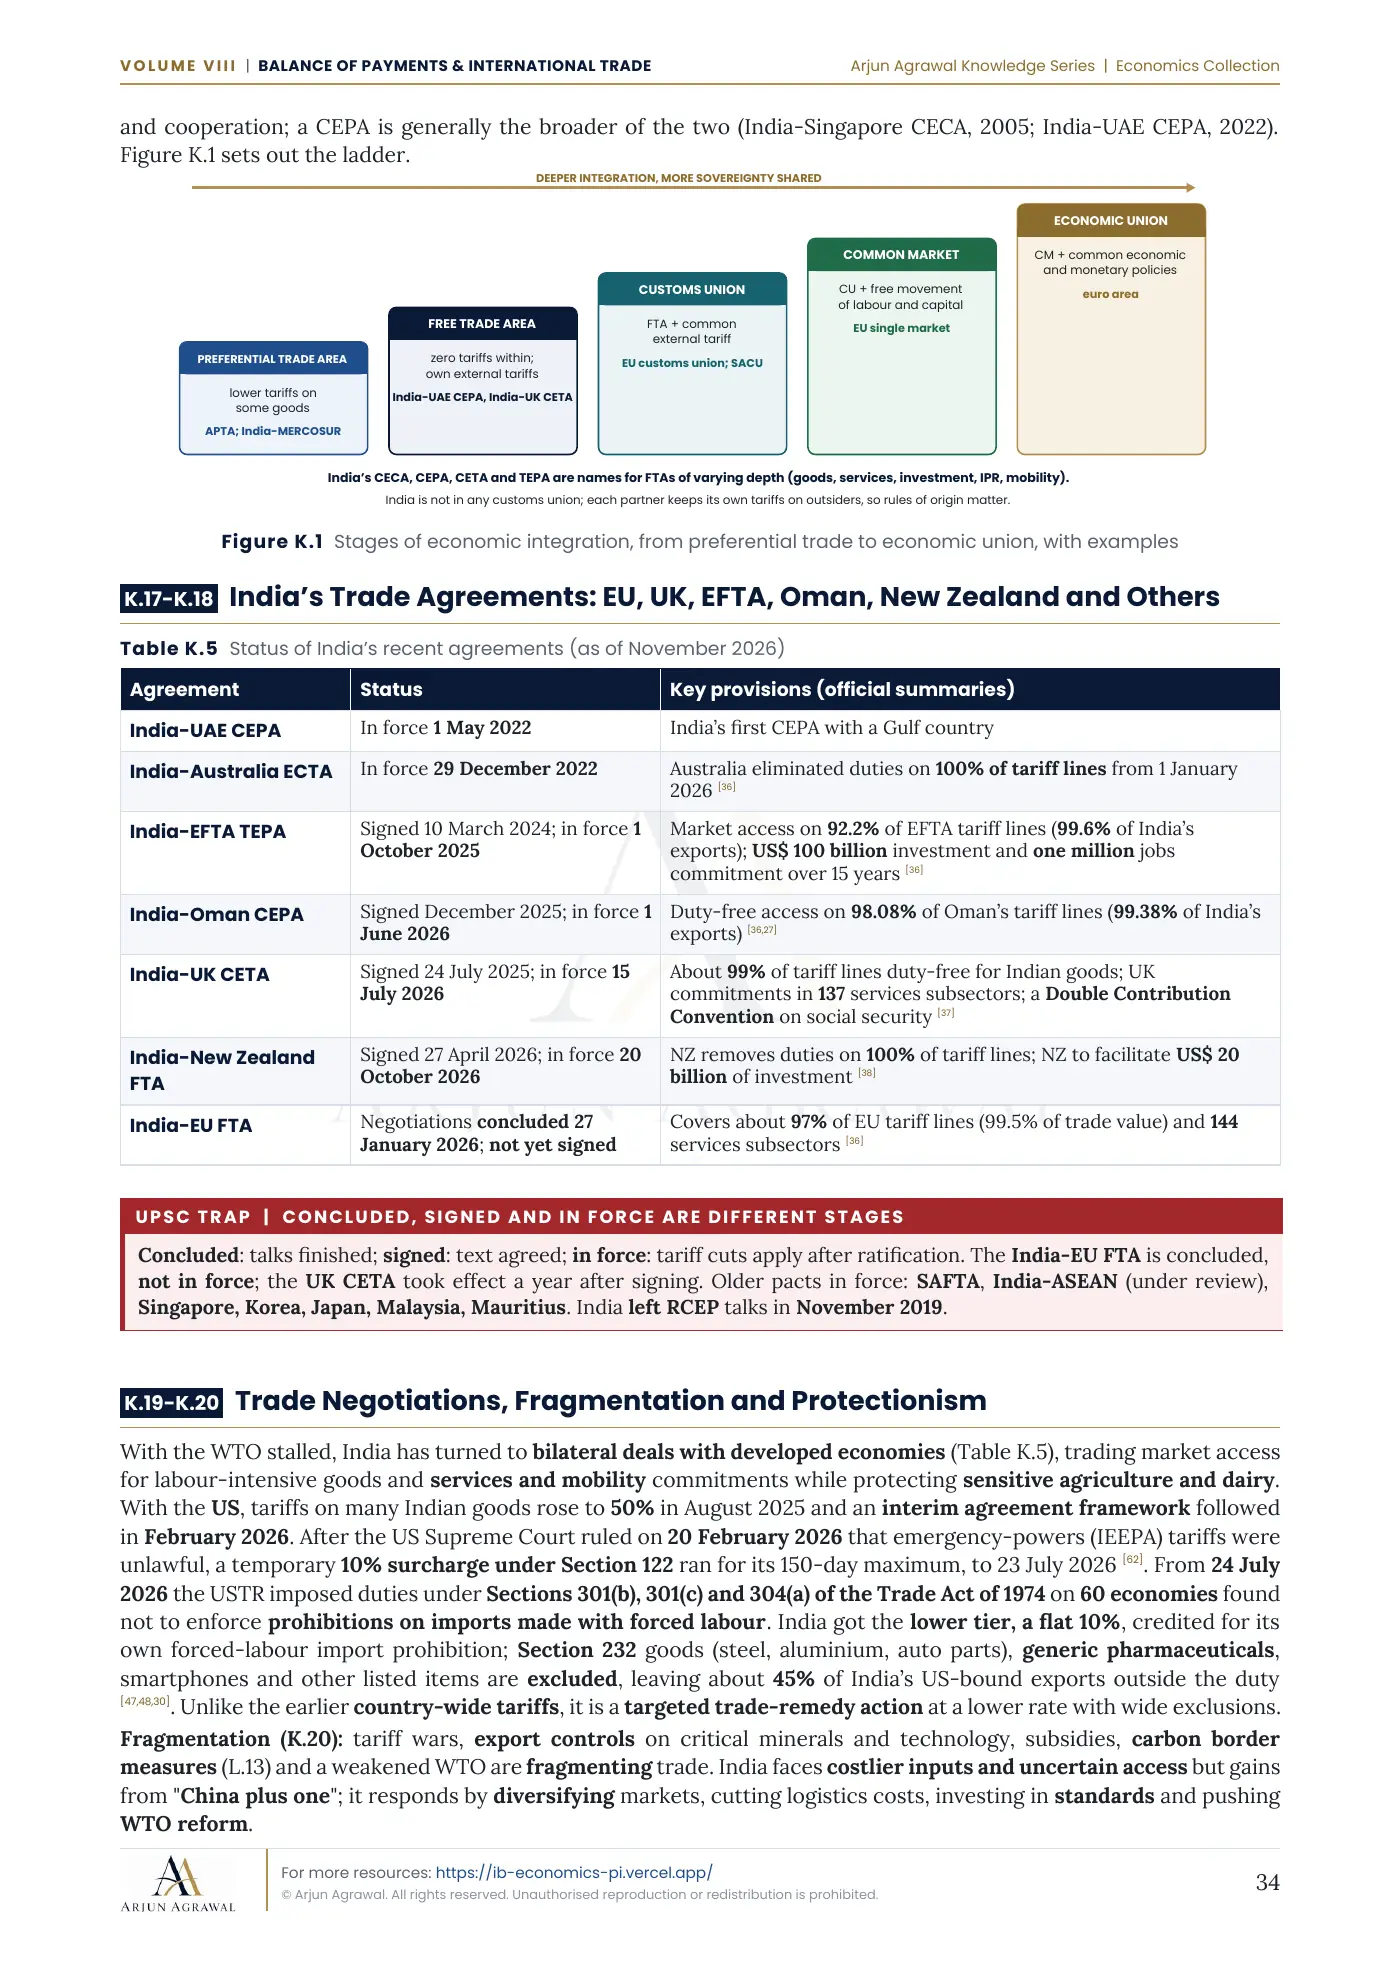 VOLUME VIII | BALANCE OF PAYMENTS & INTERNATIONAL TRADE
Arjun Agrawal Knowledge Series | Economics Collection
and cooperation; a CEPA is generally the broader of the two (India-Singapore CECA, 2005; India-UAE CEPA, 2022).
Figure K.1 sets out the ladder.
DEEPER INTEGRATION, MORE SOVEREIGNTY SHARED
PREFERENTIAL TRADE AREA
lower tariffs on
some goods
APTA; India-MERCOSUR
FREE TRADE AREA
zero tariffs within;
own external tariffs
India-UAE CEPA, India-UK CETA
CUSTOMS UNION
FTA + common
external tariff
EU customs union; SACU
COMMON MARKET
CU + free movement
of labour and capital
EU single market
ECONOMIC UNION
CM + common economic
and monetary policies
euro area
India's CECA, CEPA, CETA and TEPA are names for FTAs of varying depth (goods, services, investment, IPR, mobility).
India is not in any customs union; each partner keeps its own tariffs on outsiders, so rules of origin matter.
Figure K.1 Stages of economic integration, from preferential trade to economic union, with examples
K.17-K.18 India's Trade Agreements: EU, UK, EFTA, Oman, New Zealand and Others
Table K.5 Status of India's recent agreements (as of November 2026)
Agreement Status Key provisions (official summaries)
India-UAE CEPA In force 1 May 2022 India's first CEPA with a Gulf country
India-Australia ECTA In force 29 December 2022 Australia eliminated duties on 100% of tariff lines from 1 January
2026 [36]
India-EFTA TEPA Signed 10 March 2024; in force 1 Market access on 92.2% of EFTA tariff lines (99.6% of India's
October 2025 exports); US$ 100 billion investment and one million jobs
commitment over 15 years [36]
India-Oman CEPA Signed December 2025; in force 1 Duty-free access on 98.08% of Oman's tariff lines (99.38% of India's
June 2026 exports) [36,27]
India-UK CETA Signed 24 July 2025; in force 15 About 99% of tariff lines duty-free for Indian goods; UK
July 2026 commitments in 137 services subsectors; a Double Contribution
Convention on social security [37]
India-New Zealand Signed 27 April 2026; in force 20 NZ removes duties on 100% of tariff lines; NZ to facilitate US$ 20
FTA October 2026 billion of investment [38]
India-EU FTA Negotiations concluded 27 Covers about 97% of EU tariff lines (99.5% of trade value) and 144
January 2026; not yet signed services subsectors [36]
UPSC TRAP | CONCLUDED, SIGNED AND IN FORCE ARE DIFFERENT STAGES
Concluded: talks finished; signed: text agreed; in force: tariff cuts apply after ratification. The India-EU FTA is concluded,
not in force; the UK CETA took effect a year after signing. Older pacts in force: SAFTA, India-ASEAN (under review),
Singapore, Korea, Japan, Malaysia, Mauritius. India left RCEP talks in November 2019.
K.19-K.20 Trade Negotiations, Fragmentation and Protectionism
With the WTO stalled, India has turned to bilateral deals with developed economies (Table K.5), trading market access
for labour-intensive goods and services and mobility commitments while protecting sensitive agriculture and dairy.
With the US, tariffs on many Indian goods rose to 50% in August 2025 and an interim agreement framework followed
in February 2026. After the US Supreme Court ruled on 20 February 2026 that emergency-powers (IEEPA) tariffs were
unlawful, a temporary 10% surcharge under Section 122 ran for its 150-day maximum, to 23 July 2026 [62]. From 24 July
2026 the USTR imposed duties under Sections 301(b), 301(c) and 304(a) of the Trade Act of 1974 on 60 economies found
not to enforce prohibitions on imports made with forced labour. India got the lower tier, a flat 10%, credited for its
own forced-labour import prohibition; Section 232 goods (steel, aluminium, auto parts), generic pharmaceuticals,
smartphones and other listed items are excluded, leaving about 45% of India's US-bound exports outside the duty
[47,48,30]. Unlike the earlier country-wide tariffs, it is a targeted trade-remedy action at a lower rate with wide exclusions.
Fragmentation (K.20): tariff wars, export controls on critical minerals and technology, subsidies, carbon border
measures (L.13) and a weakened WTO are fragmenting trade. India faces costlier inputs and uncertain access but gains
from "China plus one"; it responds by diversifying markets, cutting logistics costs, investing in standards and pushing
WTO reform.
ARJUN AGRAWAL
For more resources: https://ib-economics-pi.vercel.app/
© Arjun Agrawal. All rights reserved. Unauthorised reproduction or redistribution is prohibited.
34